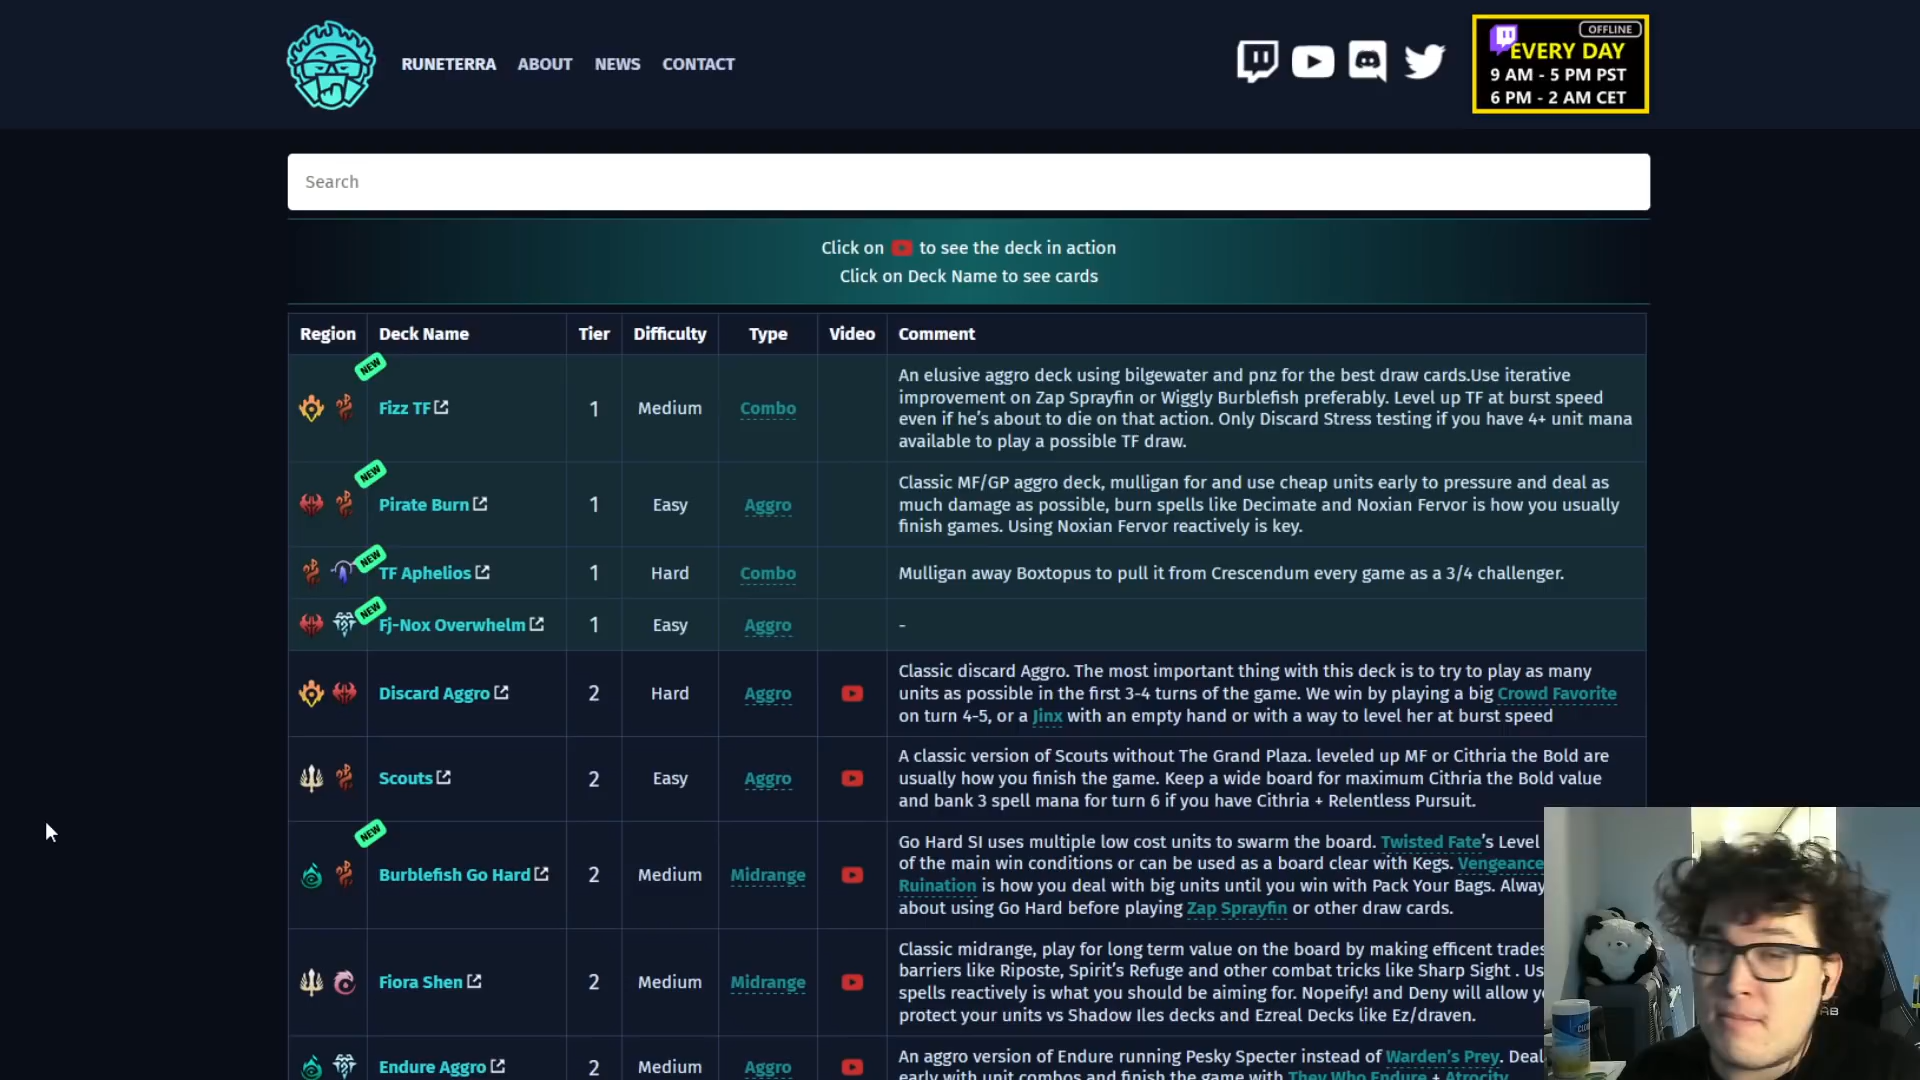 RUNETERRA ABOUT NEWS CONTACT
OFFLINE
EVERY DAY
9 AM - 5 PM PST
6 PM - 2 AM CET
Search
Click on to see the deck in action
Click on Deck Name to see cards
Region Deck Name Tier Difficulty Type Video Comment
NEW
Fizz TF 1 Medium Combo
An elusive aggro deck using bilgewater and pnz for the best draw cards.Use iterative
improvement on Zap Sprayfin or Wiggly Burblefish preferably. Level up TF at burst speed
even if he's about to die on that action. Only Discard Stress testing if you have 4+ unit mana
available to play a possible TF draw.
NEW
Pirate Burn 1 Easy Aggro
Classic MF/GP aggro deck, mulligan for and use cheap units early to pressure and deal as
much damage as possible, burn spells like Decimate and Noxian Fervor is how you usually
finish games. Using Noxian Fervor reactively is key.
NEW
TF Aphelios 1 Hard Combo Mulligan away Boxtopus to pull it from Crescendum every game as a 3/4 challenger.
NEW
Fj-Nox Overwhelm 1 Easy Aggro -
Discard Aggro 2 Hard Aggro
Classic discard Aggro. The most important thing with this deck is to try to play as many
units as possible in the first 3-4 turns of the game. We win by playing a big Crowd Favorite
on turn 4-5, or a Jinx with an empty hand or with a way to level her at burst speed
Scouts 2 Easy Aggro
A classic version of Scouts without The Grand Plaza. leveled up MF or Cithria the Bold are
usually how you finish the game. Keep a wide board for maximum Cithria the Bold value
and bank 3 spell mana for turn 6 if you have Cithria + Relentless Pursuit.
NEW
Burblefish Go Hard 2 Medium Midrange
Go Hard SI uses multiple low cost units to swarm the board. Twisted Fate's Level
of the main win conditions or can be used as a board clear with Kegs. Vengeance
Ruination is how you deal with big units until you win with Pack Your Bags. Alway
about using Go Hard before playing Zap Sprayfin or other draw cards.
Fiora Shen 2 Medium Midrange
Classic midrange, play for long term value on the board by making efficent trades
barriers like Riposte, Spirit's Refuge and other combat tricks like Sharp Sight . Us
spells reactively is what you should be aiming for. Nopeify! and Deny will allow y
protect your units vs Shadow Iles decks and Ezreal Decks like Ez/draven.
Endure Aggro 2 Medium Aggro
An aggro version of Endure running Pesky Specter instead of Warden's Prey. Deal
early with unit combos and finish the game with They Who Endure + Atrocity